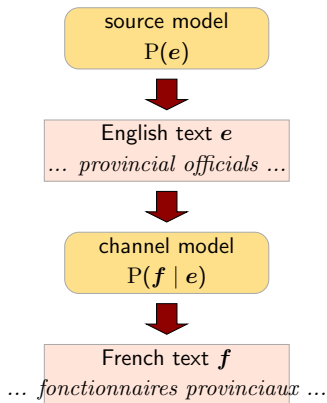 source model
P(e)
English text e
... provincial officials ...
channel model
P(f | e)
French text f
... fonctionnaires provinciaux ...